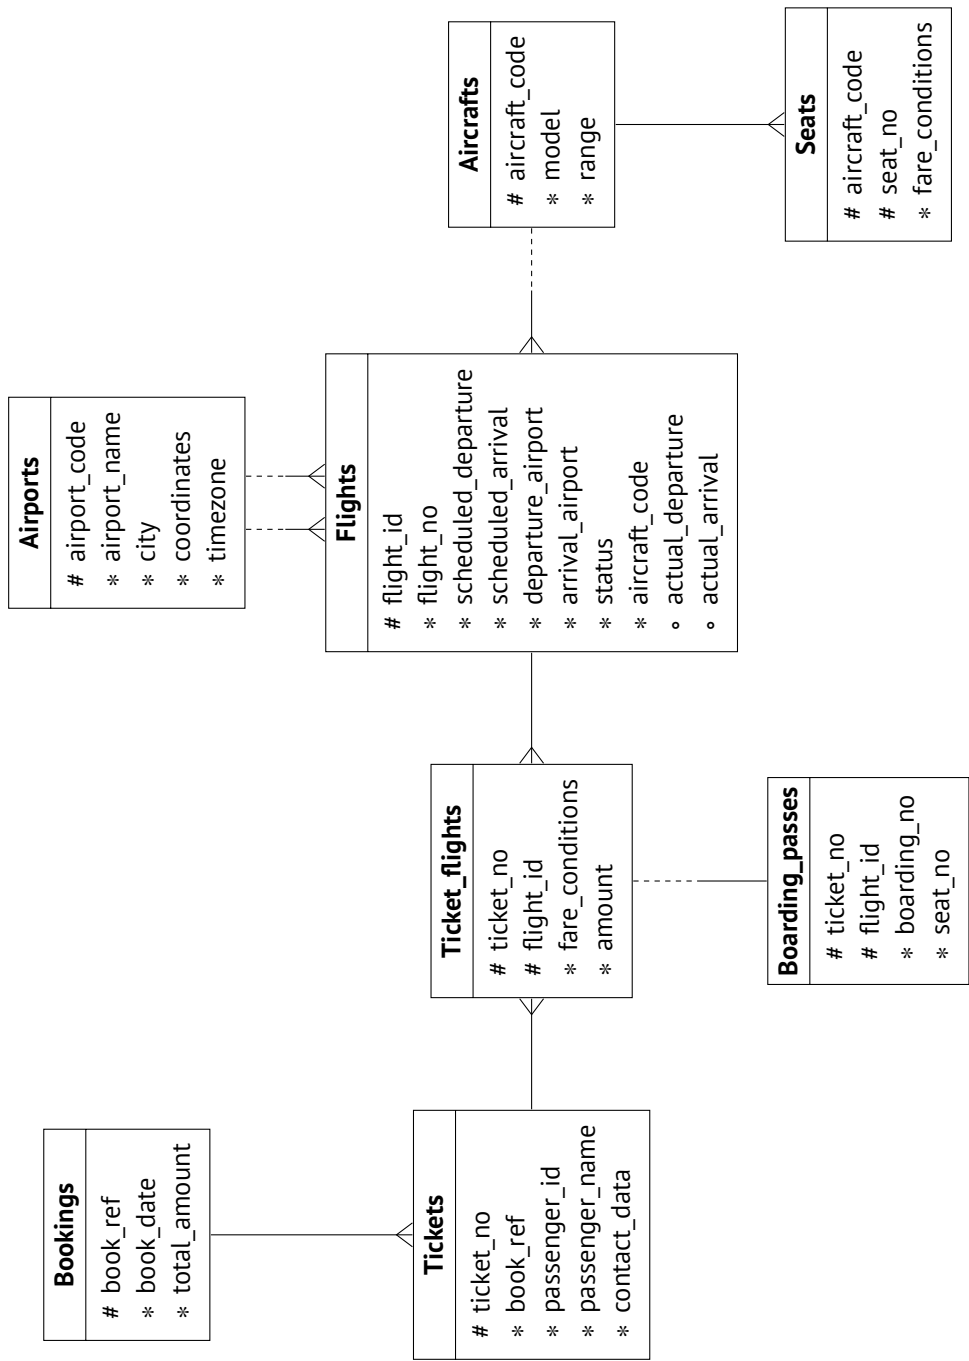 Bookings
# book_ref
* book_date
* total_amount
Tickets
# ticket_no
* book_ref
* passenger_id
* passenger_name
* contact_data
Ticket_flights
# ticket_no
# flight_id
* fare_conditions
* amount
Boarding_passes
# ticket_no
# flight_id
* boarding_no
* seat_no
Airports
# airport_code
* airport_name
* city
* coordinates
* timezone
Flights
# flight_id
* flight_no
* scheduled_departure
* scheduled_arrival
* departure_airport
* arrival_airport
* status
* aircraft_code
∘ actual_departure
∘ actual_arrival
Aircrafts
# aircraft_code
* model
* range
Seats
# aircraft_code
# seat_no
* fare_conditions